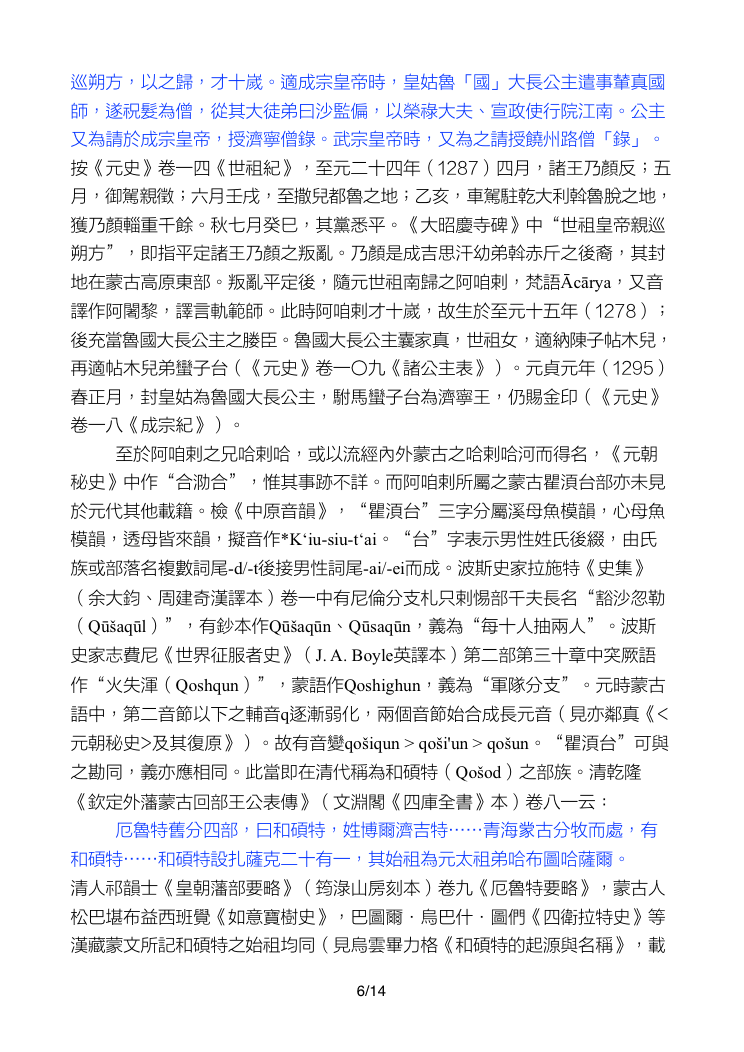 巡朔方，以之歸，才十嵗。適成宗皇帝時，皇姑魯「國」大長公主遣事輦真國
師，遂祝髮為僧，從其大徒弟曰沙監偏，以榮祿大夫、宣政使行院江南。公主
又為請於成宗皇帝，授濟寧僧錄。武宗皇帝時，又為之請授饒州路僧「錄」。
按《元史》卷一四《世祖紀》，至元二十四年（1287）四月，諸王乃顏反；五
月，御駕親徵；六月壬戌，至撒兒都魯之地；乙亥，車駕駐乾大利斡魯脫之地，
獲乃顏輜重千餘。秋七月癸巳，其黨悉平。《大昭慶寺碑》中“世祖皇帝親巡
朔方”，即指平定諸王乃顏之叛亂。乃顏是成吉思汗幼弟斡赤斤之後裔，其封
地在蒙古高原東部。叛亂平定後，隨元世祖南歸之阿咱剌，梵語Ācārya，又音
譯作阿闍黎，譯言軌範師。此時阿咱剌才十嵗，故生於至元十五年（1278）；
後充當魯國大長公主之媵臣。魯國大長公主囊家真，世祖女，適納陳子帖木兒，
再適帖木兒弟蠻子台（《元史》卷一〇九《諸公主表》）。元貞元年（1295）
春正月，封皇姑為魯國大長公主，駙馬蠻子台為濟寧王，仍賜金印（《元史》
卷一八《成宗紀》）。
至於阿咱剌之兄哈剌哈，或以流經內外蒙古之哈剌哈河而得名，《元朝
秘史》中作“合泐合”，惟其事跡不詳。而阿咱剌所屬之蒙古瞿湏台部亦未見
於元代其他載籍。檢《中原音韻》，“瞿湏台”三字分屬溪母魚模韻，心母魚
模韻，透母皆來韻，擬音作*K‘iu-siu-t‘ai。“台”字表示男性姓氏後綴，由氏
族或部落名複數詞尾-d/-t後接男性詞尾-ai/-ei而成。波斯史家拉施特《史集》
（余大鈞、周建奇漢譯本）卷一中有尼倫分支札只剌惕部千夫長名“豁沙忽勒
（Qūšaqūl）”，有鈔本作Qūšaqūn、Qūsaqūn，義為“每十人抽兩人”。波斯
史家志費尼《世界征服者史》（J. A. Boyle英譯本）第二部第三十章中突厥語
作“火失渾（Qoshqun）”，蒙語作Qoshighun，義為“軍隊分支”。元時蒙古
語中，第二音節以下之輔音q逐漸弱化，兩個音節始合成長元音（見亦鄰真《<
元朝秘史>及其復原》）。故有音變qošiqun > qoši'un > qošun。“瞿湏台”可與
之勘同，義亦應相同。此當即在清代稱為和碩特（Qošod）之部族。清乾隆
《欽定外藩蒙古回部王公表傳》（文淵閣《四庫全書》本）卷八一云：
厄魯特舊分四部，曰和碩特，姓博爾濟吉特……青海蒙古分牧而處，有
和碩特……和碩特設扎薩克二十有一，其始祖為元太祖弟哈布圖哈薩爾。
清人祁韻士《皇朝藩部要略》（筠淥山房刻本）卷九《厄魯特要略》，蒙古人
松巴堪布益西班覺《如意寶樹史》，巴圖爾．烏巴什．圖們《四衛拉特史》等
漢藏蒙文所記和碩特之始祖均同（見烏雲畢力格《和碩特的起源與名稱》，載
6/14